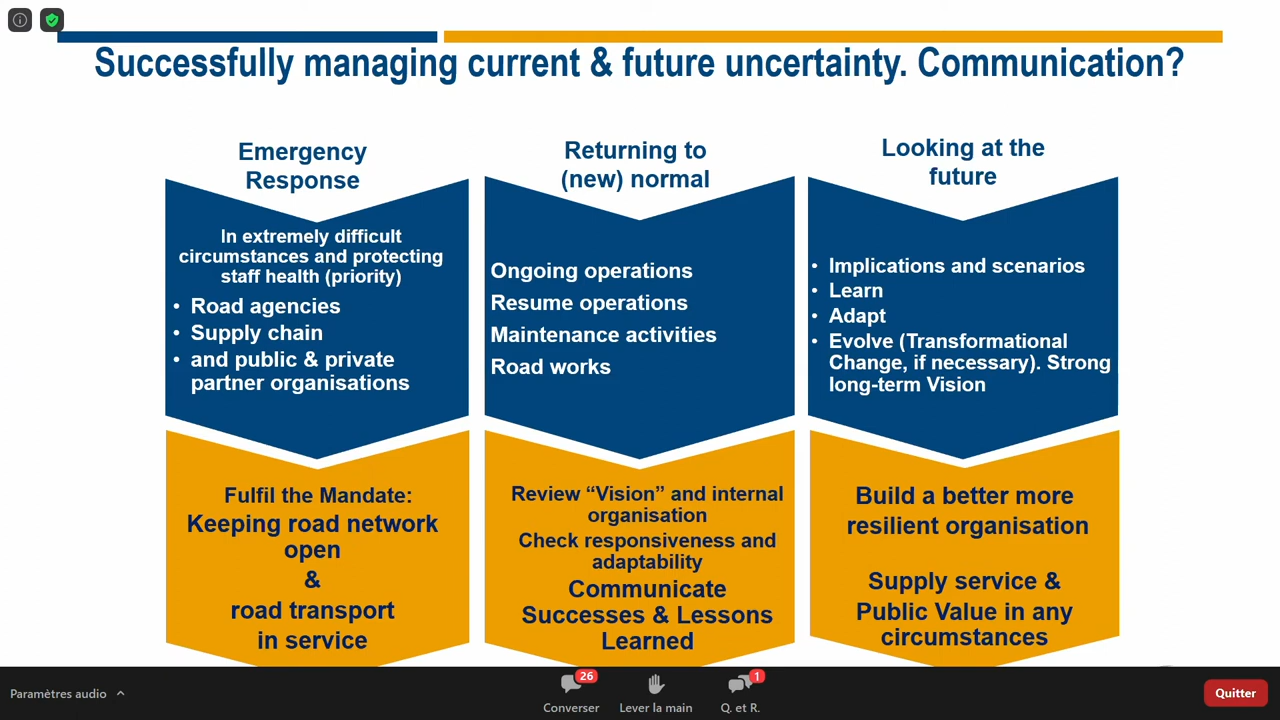 Successfully managing current & future uncertainty. Communication?
Emergency
Response
In extremely difficult
circumstances and protecting
staff health (priority)
• Road agencies
• Supply chain
• and public & private
partner organisations
Fulfil the Mandate:
Keeping road network
open
&
road transport
in service
Returning to
(new) normal
Ongoing operations
Resume operations
Maintenance activities
Road works
Review “Vision” and internal
organisation
Check responsiveness and
adaptability
Communicate
Successes & Lessons
Learned
Looking at the
future
• Implications and scenarios
• Learn
• Adapt
• Evolve (Transformational
Change, if necessary). Strong
long-term Vision
Build a better more
resilient organisation
Supply service &
Public Value in any
circumstances
Paramètres audio
26
Converser
Lever la main
1
Q. et R.
Quitter